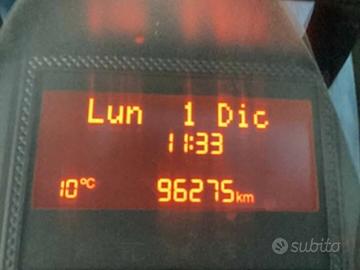 Lun 1 Dic
11:33
10°C 96275km
subito